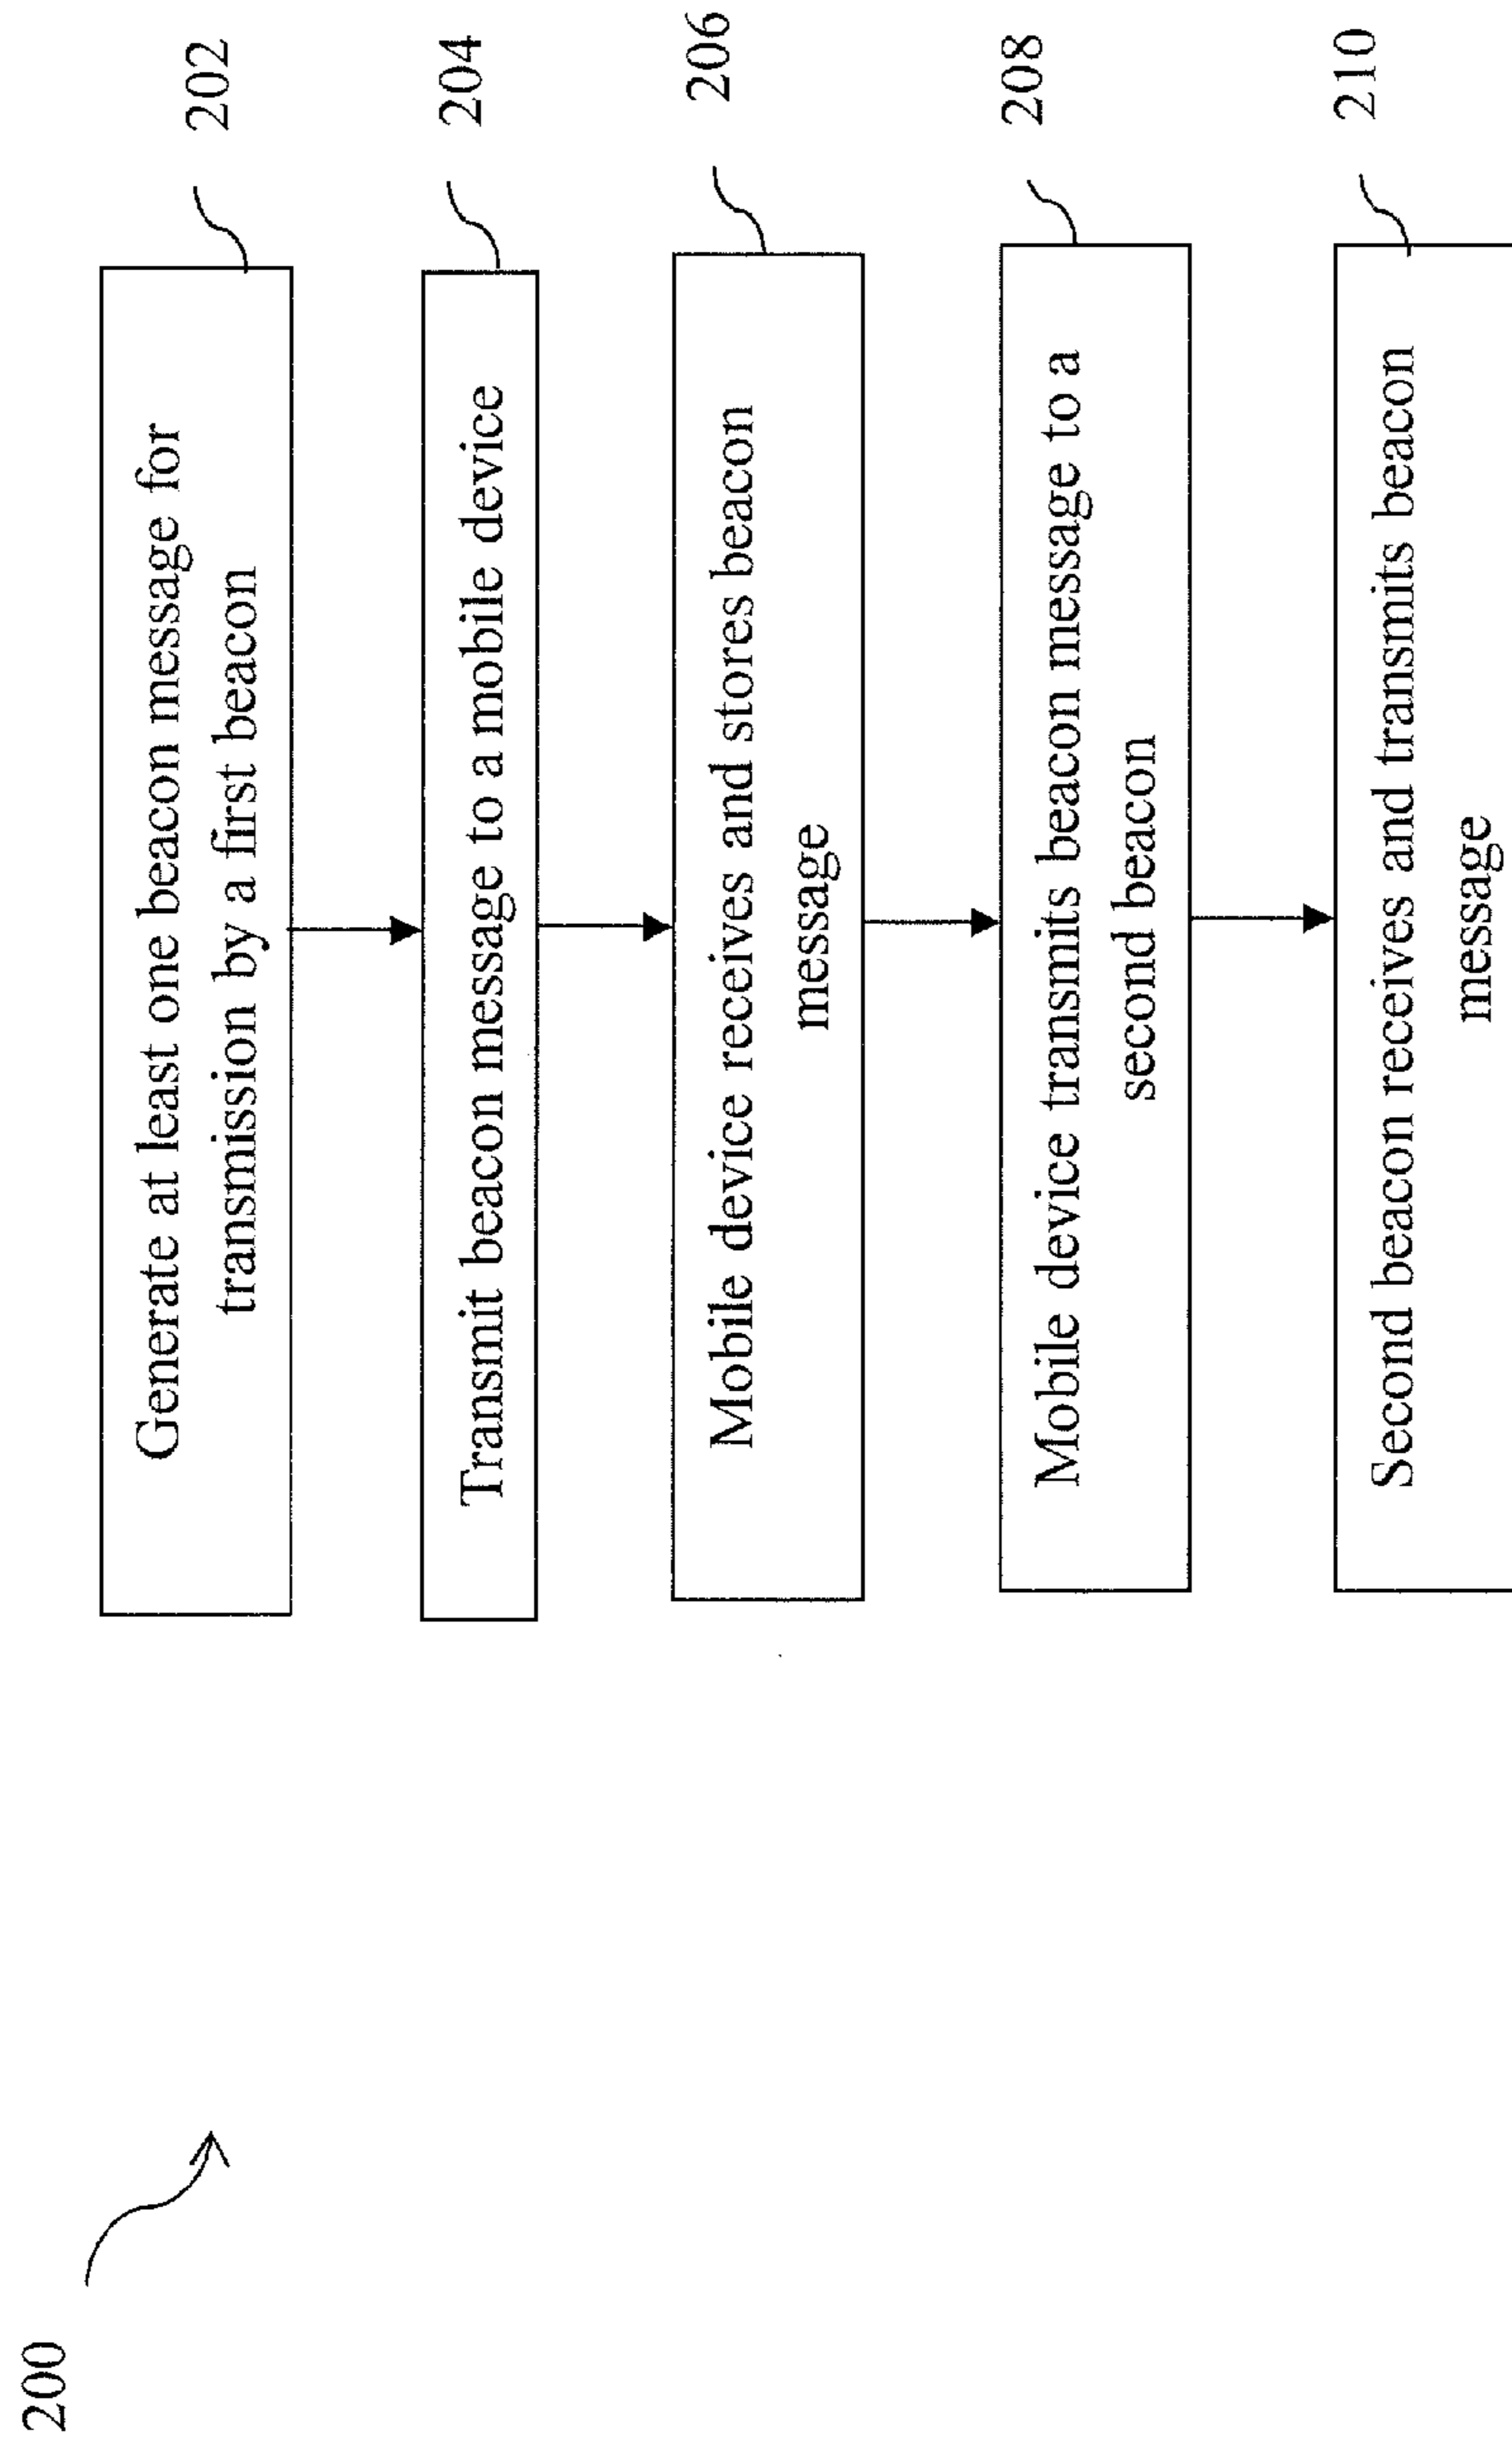 200
Generate at least one beacon message for
transmission by a first beacon
202
Transmit beacon message to a mobile device
204
Mobile device receives and stores beacon
message
206
Mobile device transmits beacon message to a
second beacon
208
Second beacon receives and transmits beacon
message
210